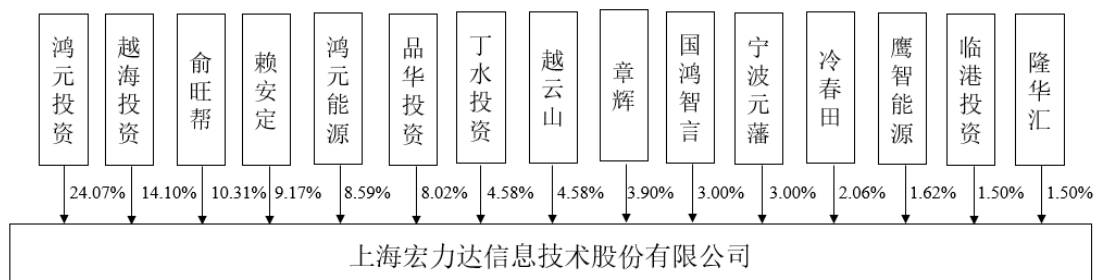 鸿元投资
越海投资
俞旺帮
赖安定
鸿元能源
品华投资
丁水投资
越云山
章辉
国鸿智言
宁波元藩
冷春田
鹰智能源
临港投资
隆华汇
24.07%
14.10%
10.31%
9.17%
8.59%
8.02%
4.58%
4.58%
3.90%
3.00%
3.00%
2.06%
1.62%
1.50%
1.50%
上海宏力达信息技术股份有限公司